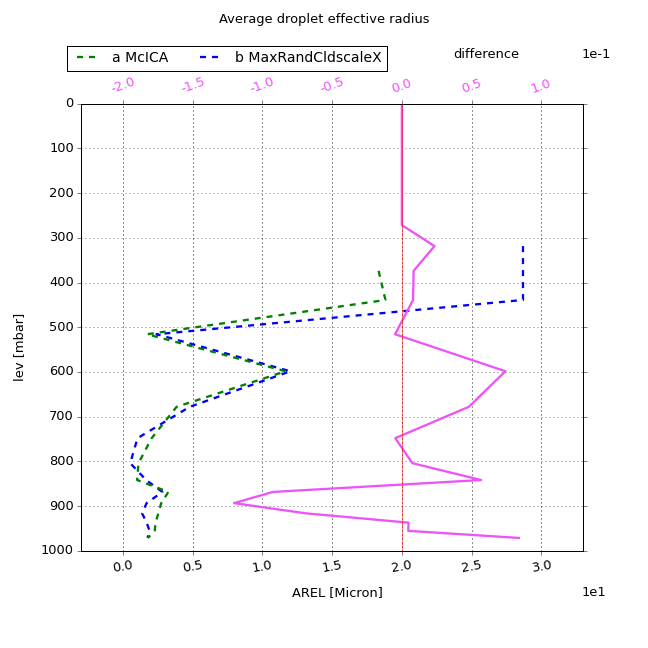 Average droplet effective radius
a McICA b MaxRandCldscaleX difference 1e-1
-2.0 -1.5 -1.0 -0.5 0.0 0.5 1.0
0
100
200
300
400
500
600
700
800
900
1000
lev [mbar]
0.0 0.5 1.0 1.5 2.0 2.5 3.0
AREL [Micron] 1e1